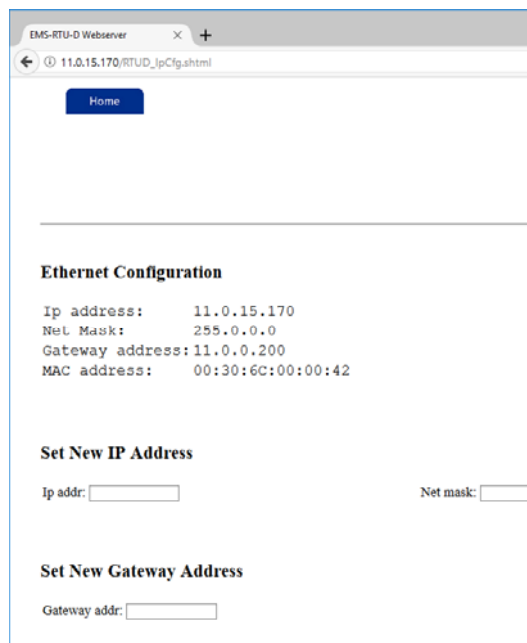 EMS-RTU-D Webserver
11.0.15.170/RTUD_IpCfg.shtml
Home
Ethernet Configuration
Ip address: 11.0.15.170
Net Mask: 255.0.0.0
Gateway address: 11.0.0.200
MAC address: 00:30:6C:00:00:42
Set New IP Address
Ip addr: Net mask:
Set New Gateway Address
Gateway addr: